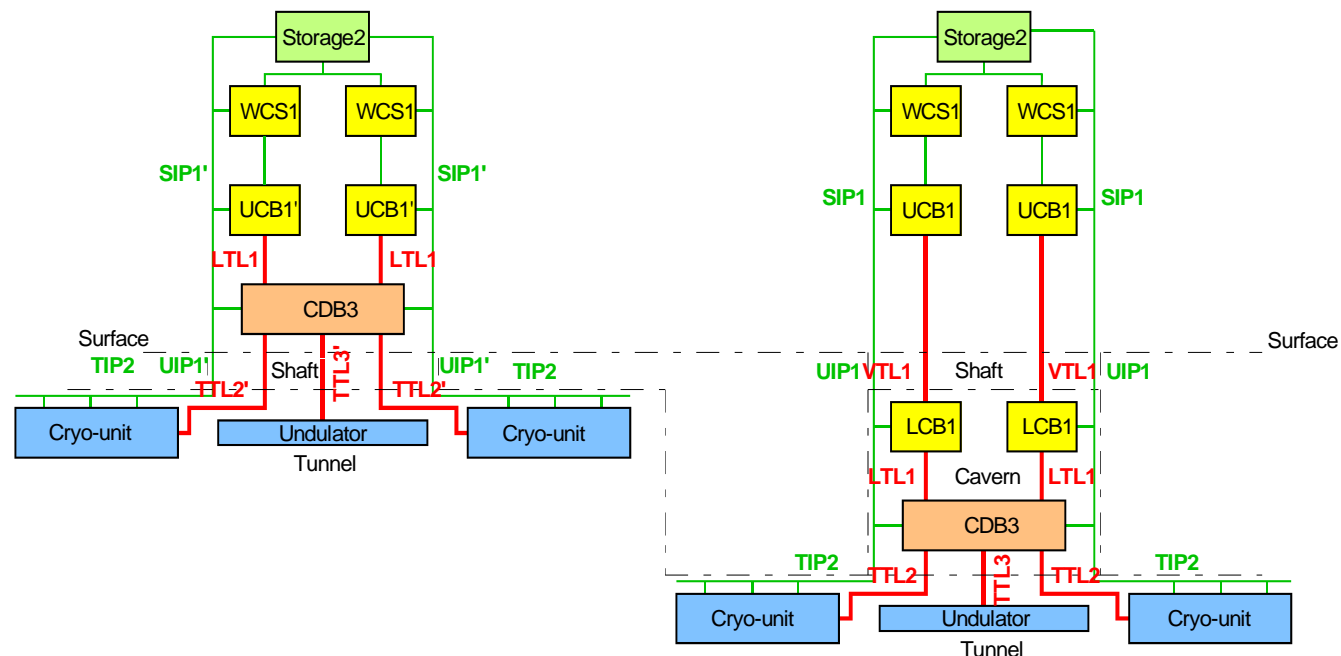 Storage2
WCS1
WCS1
SIP1'
SIP1'
UCB1'
UCB1'
LTL1
LTL1
CDB3
Surface
TIP2
UIP1'
Shaft
TTL3'
UIP1'
TIP2
TTL2'
TTL2'
Cryo-unit
Undulator
Cryo-unit
Tunnel
Storage2
WCS1
WCS1
SIP1
SIP1
UCB1
UCB1
Surface
UIP1
VTL1
Shaft
VTL1
UIP1
LCB1
LCB1
LTL1
Cavern
LTL1
CDB3
TIP2
TTL2
TTL3
TTL2
TIP2
Cryo-unit
Undulator
Cryo-unit
Tunnel